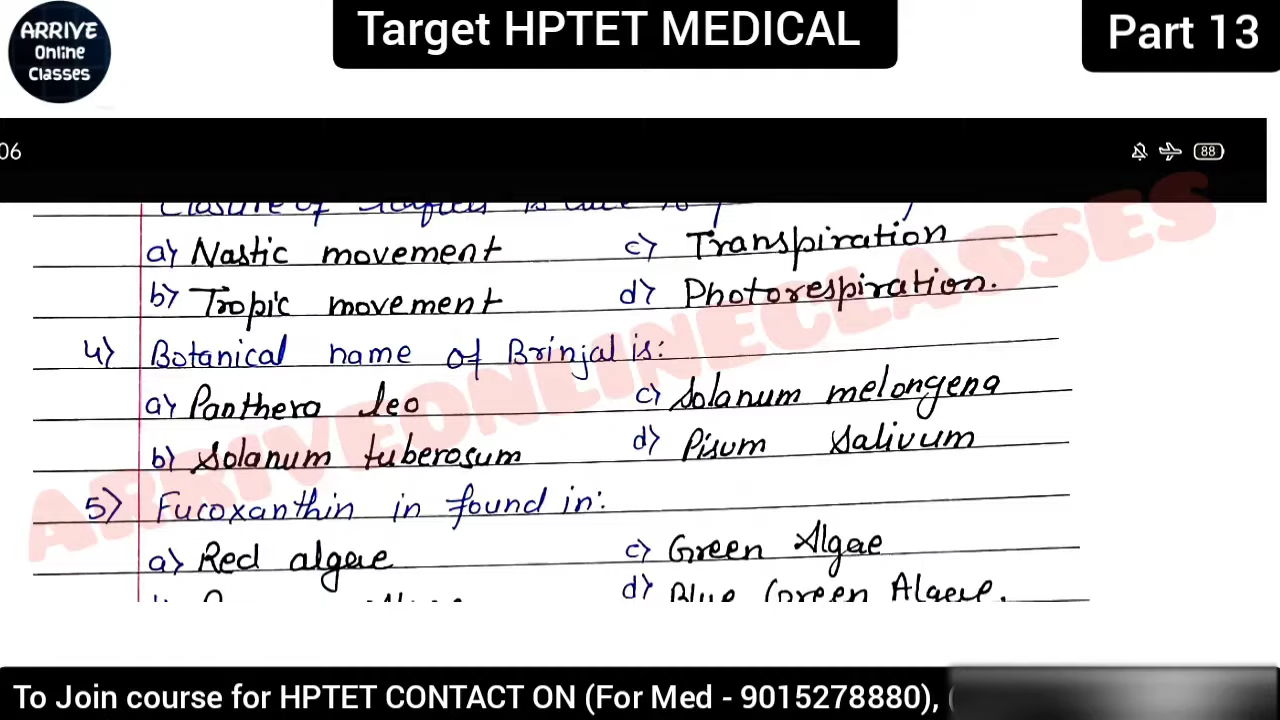 ARRIVE
Online
Classes
Target HPTET MEDICAL
Part 13
06
88
a) Nastic movement
c) Transpiration
b) Tropic movement
d) Photorespiration.
4) Botanical name of Brinjal is:
a) Panthera leo
c) Solanum melongena
b) Solanum tuberosum
d) Pisum Salivum
5) Fucoxanthin in found in:
a) Red algae
c) Green Algae
d) Blue Green Algae.
ARRIVEONLINECLASSES
To Join course for HPTET CONTACT ON (For Med - 9015278880), (